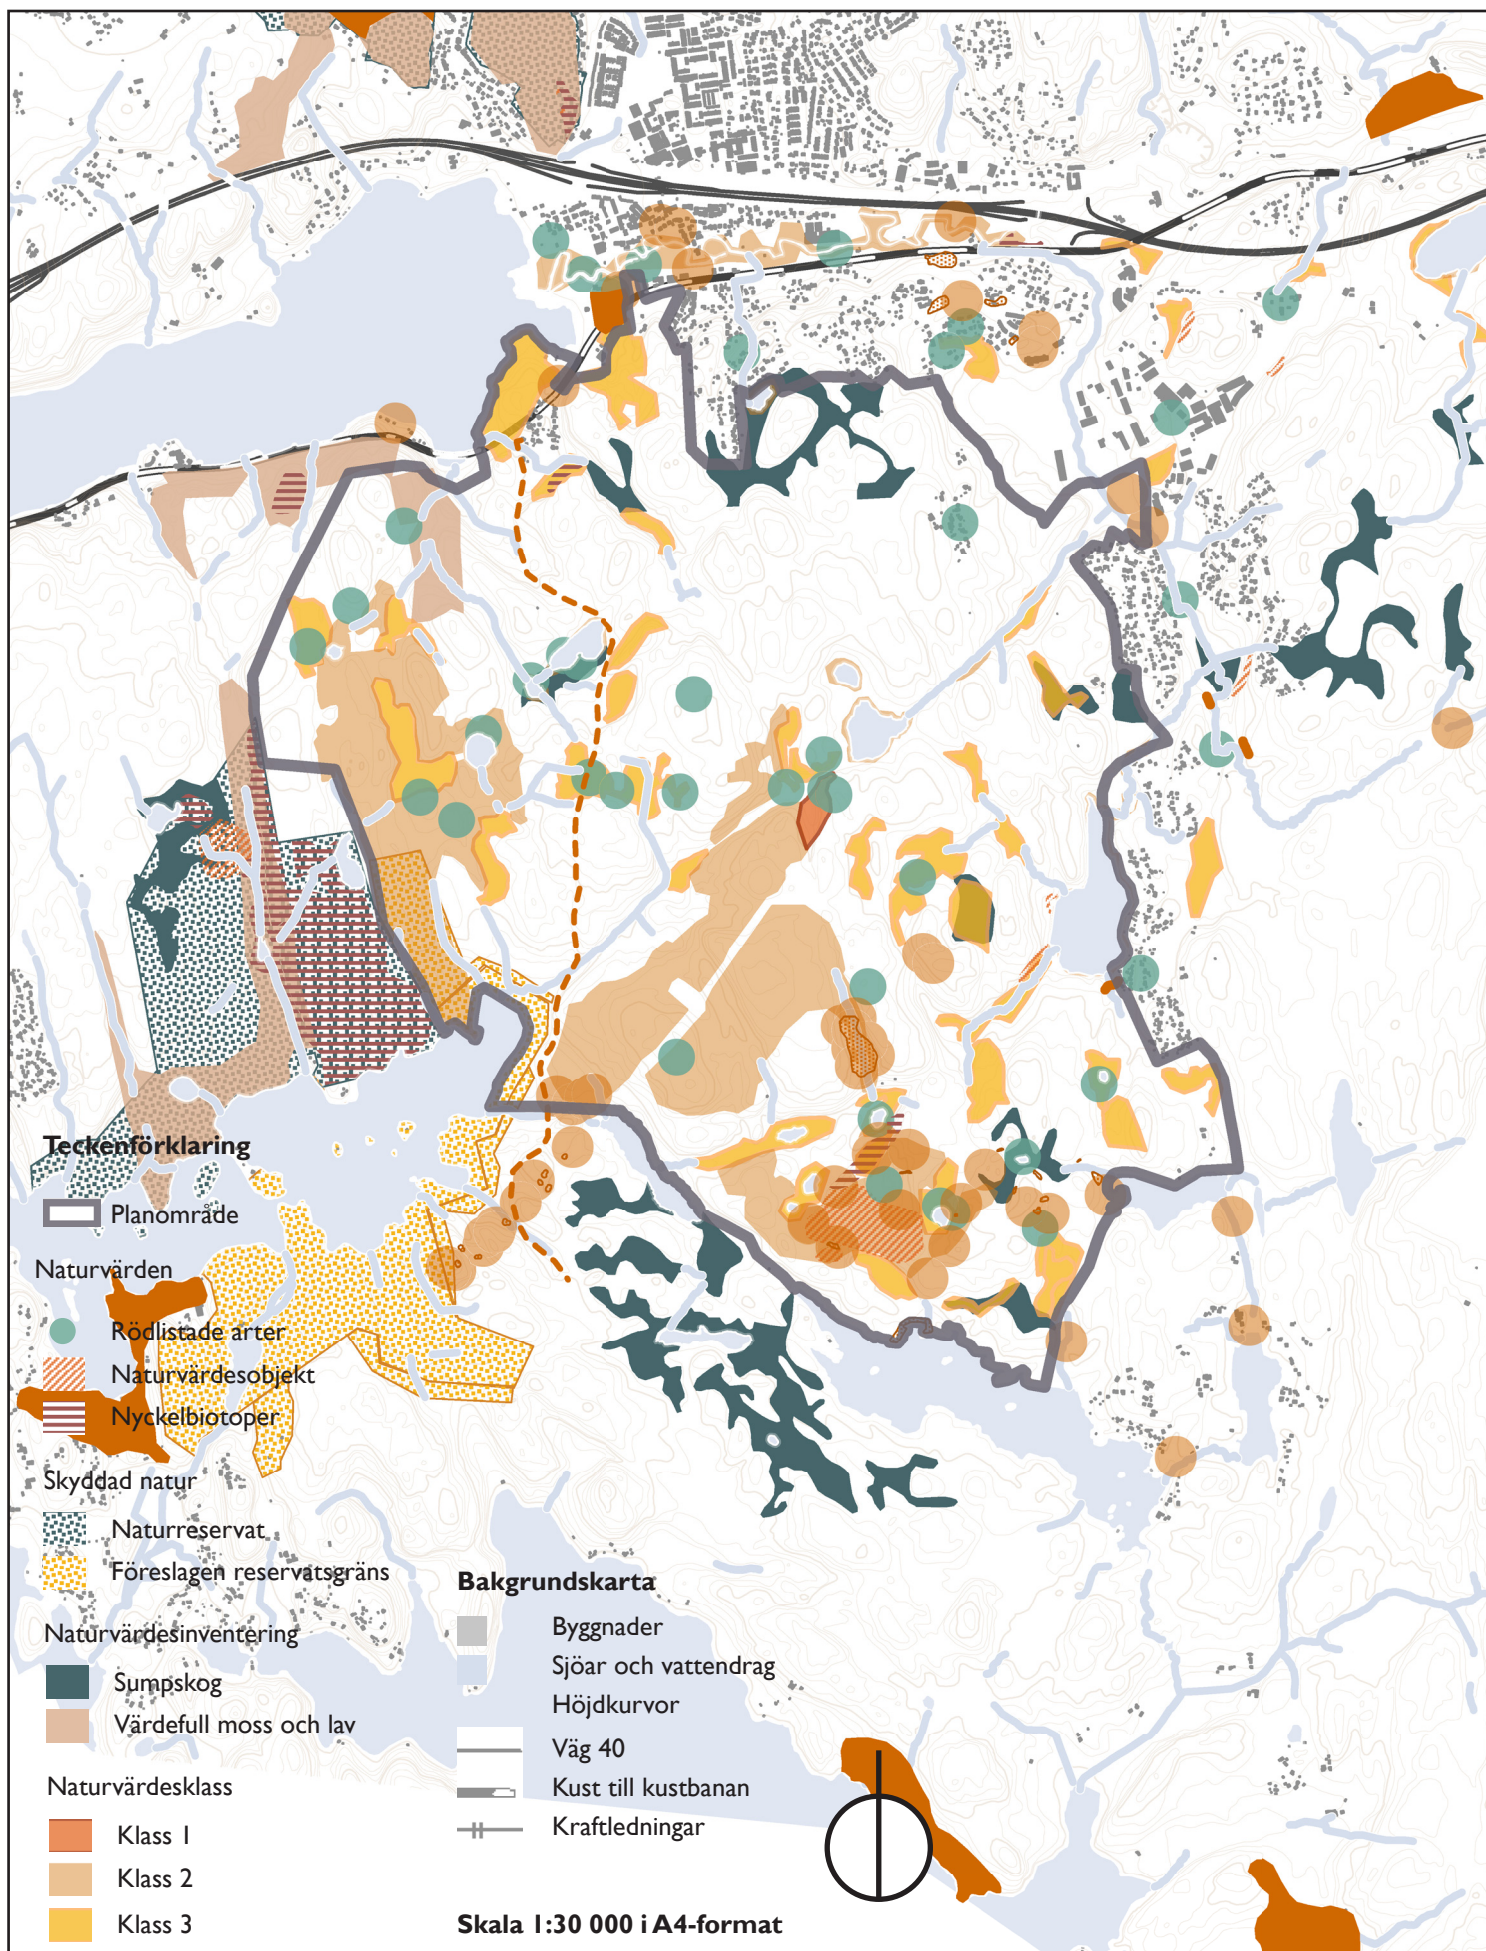 Teckenförklaring
Planområde
Naturvärden
Rödlistade arter
Naturvärdesobjekt
Nyckelbiotoper
Skyddad natur
Naturreservat
Föreslagen reservatsgräns
Naturvärdesinventering
Sumpskog
Värdefull moss och lav
Naturvärdesklass
Klass 1
Klass 2
Klass 3
Bakgrundskarta
Byggnader
Sjöar och vattendrag
Höjdkurvor
Väg 40
Kust till kustbanan
Kraftledningar
Skala 1:30 000 i A4-format